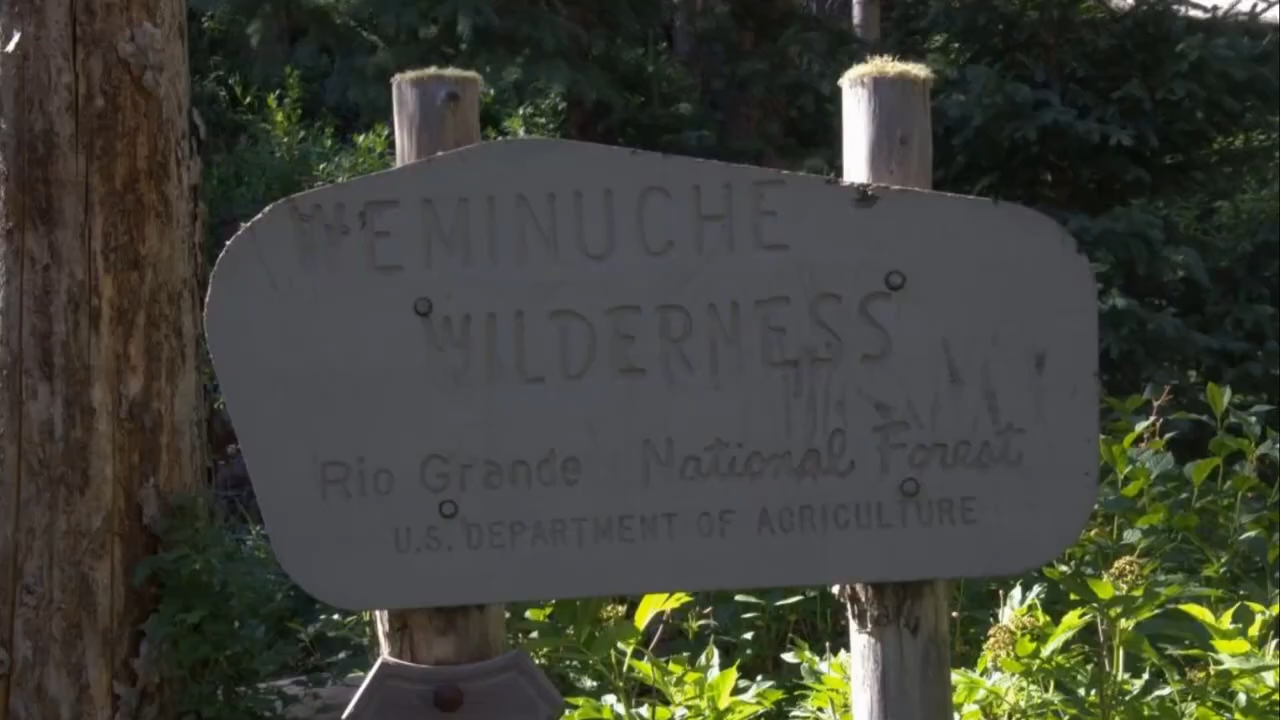 WEMINUCHE
WILDERNESS
Rio Grande National Forest
U.S. DEPARTMENT OF AGRICULTURE